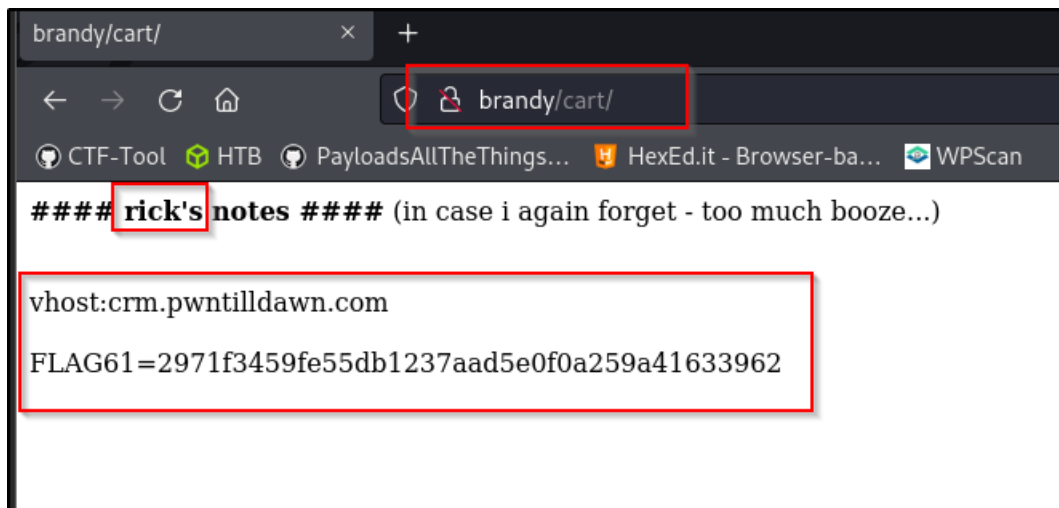 brandy/cart/
brandy/cart/
CTF-Tool HTB PayloadsAllTheThings... HexEd.it - Browser-ba... WPScan
#### rick's notes #### (in case i again forget - too much booze...)
vhost:crm.pwntilldawn.com
FLAG61=2971f3459fe55db1237aad5e0f0a259a41633962